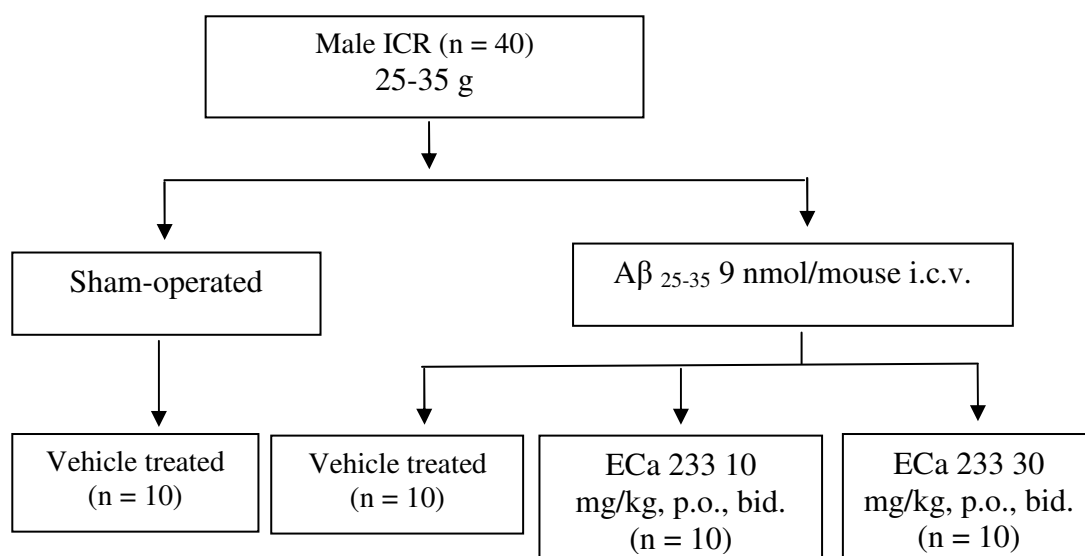 Male ICR (n = 40)
25-35 g
Sham-operated
Aβ 25-35 9 nmol/mouse i.c.v.
Vehicle treated
(n = 10)
Vehicle treated
(n = 10)
ECa 233 10
mg/kg, p.o., bid.
(n = 10)
ECa 233 30
mg/kg, p.o., bid.
(n = 10)